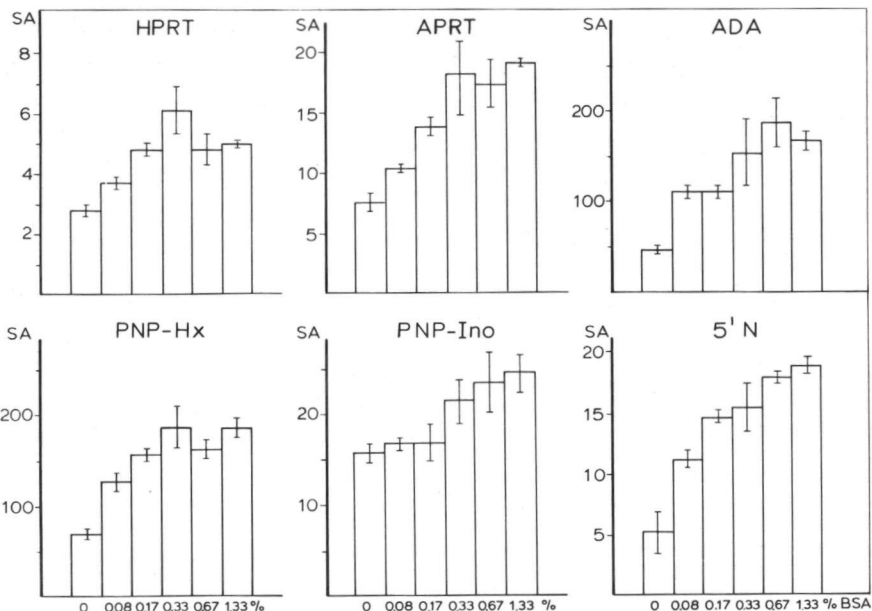 SA HPRT
8
6
4
2
SA APRT
20
15
10
5
SA ADA
200
100
SA PNP-Hx
200
100
0 0,08 0,17 0,33 0,67 1,33 %
SA PNP-Ino
20
10
0 0,08 0,17 0,33 0,67 1,33 %
SA 5' N
20
15
10
5
0 0,08 0,17 0,33 0,67 1,33 % BSA